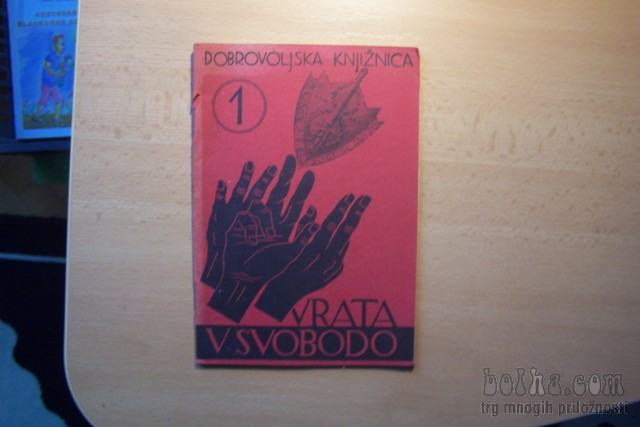 DOBROVOLJSKA KNJIŽNICA
1
VRATA
V SVOBODO
bolha.com
trg mnogih priložnosti